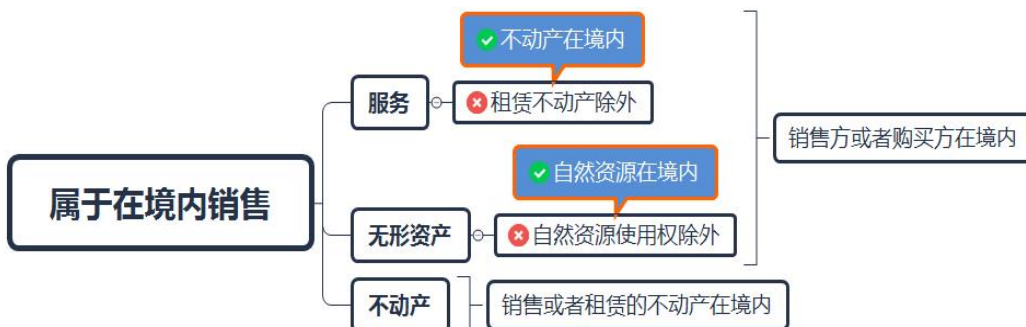 不动产在境内
服务
租赁不动产除外
销售方或者购买方在境内
自然资源在境内
属于在境内销售
无形资产
自然资源使用权除外
不动产
销售或者租赁的不动产在境内